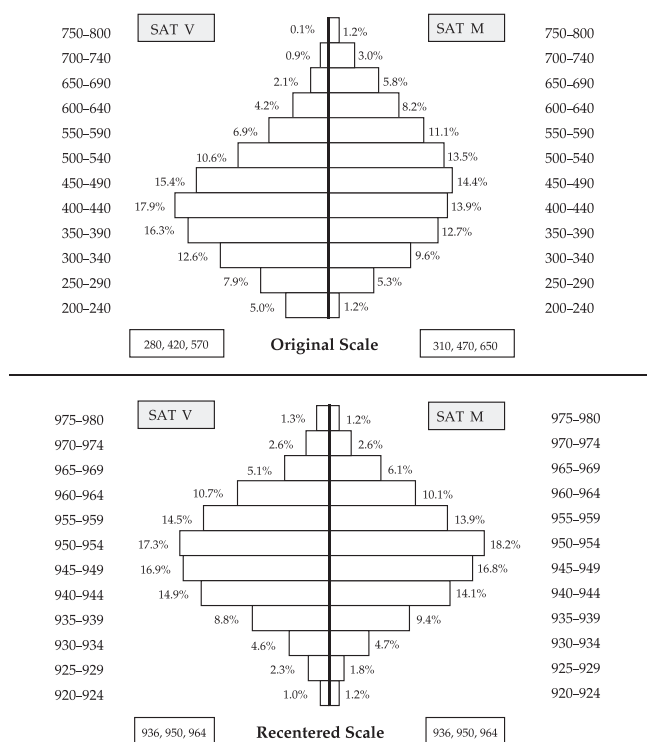 SAT V SAT M
750–800 0.1% 1.2% 750–800
700–740 0.9% 3.0% 700–740
650–690 2.1% 5.8% 650–690
600–640 4.2% 8.2% 600–640
550–590 6.9% 11.1% 550–590
500–540 10.6% 13.5% 500–540
450–490 15.4% 14.4% 450–490
400–440 17.9% 13.9% 400–440
350–390 16.3% 12.7% 350–390
300–340 12.6% 9.6% 300–340
250–290 7.9% 5.3% 250–290
200–240 5.0% 1.2% 200–240
280, 420, 570 Original Scale 310, 470, 650
SAT V SAT M
975–980 1.3% 1.2% 975–980
970–974 2.6% 2.6% 970–974
965–969 5.1% 6.1% 965–969
960–964 10.7% 10.1% 960–964
955–959 14.5% 13.9% 955–959
950–954 17.3% 18.2% 950–954
945–949 16.9% 16.8% 945–949
940–944 14.9% 14.1% 940–944
935–939 8.8% 9.4% 935–939
930–934 4.6% 4.7% 930–934
925–929 2.3% 1.8% 925–929
920–924 1.0% 1.2% 920–924
936, 950, 964 Recentered Scale 936, 950, 964